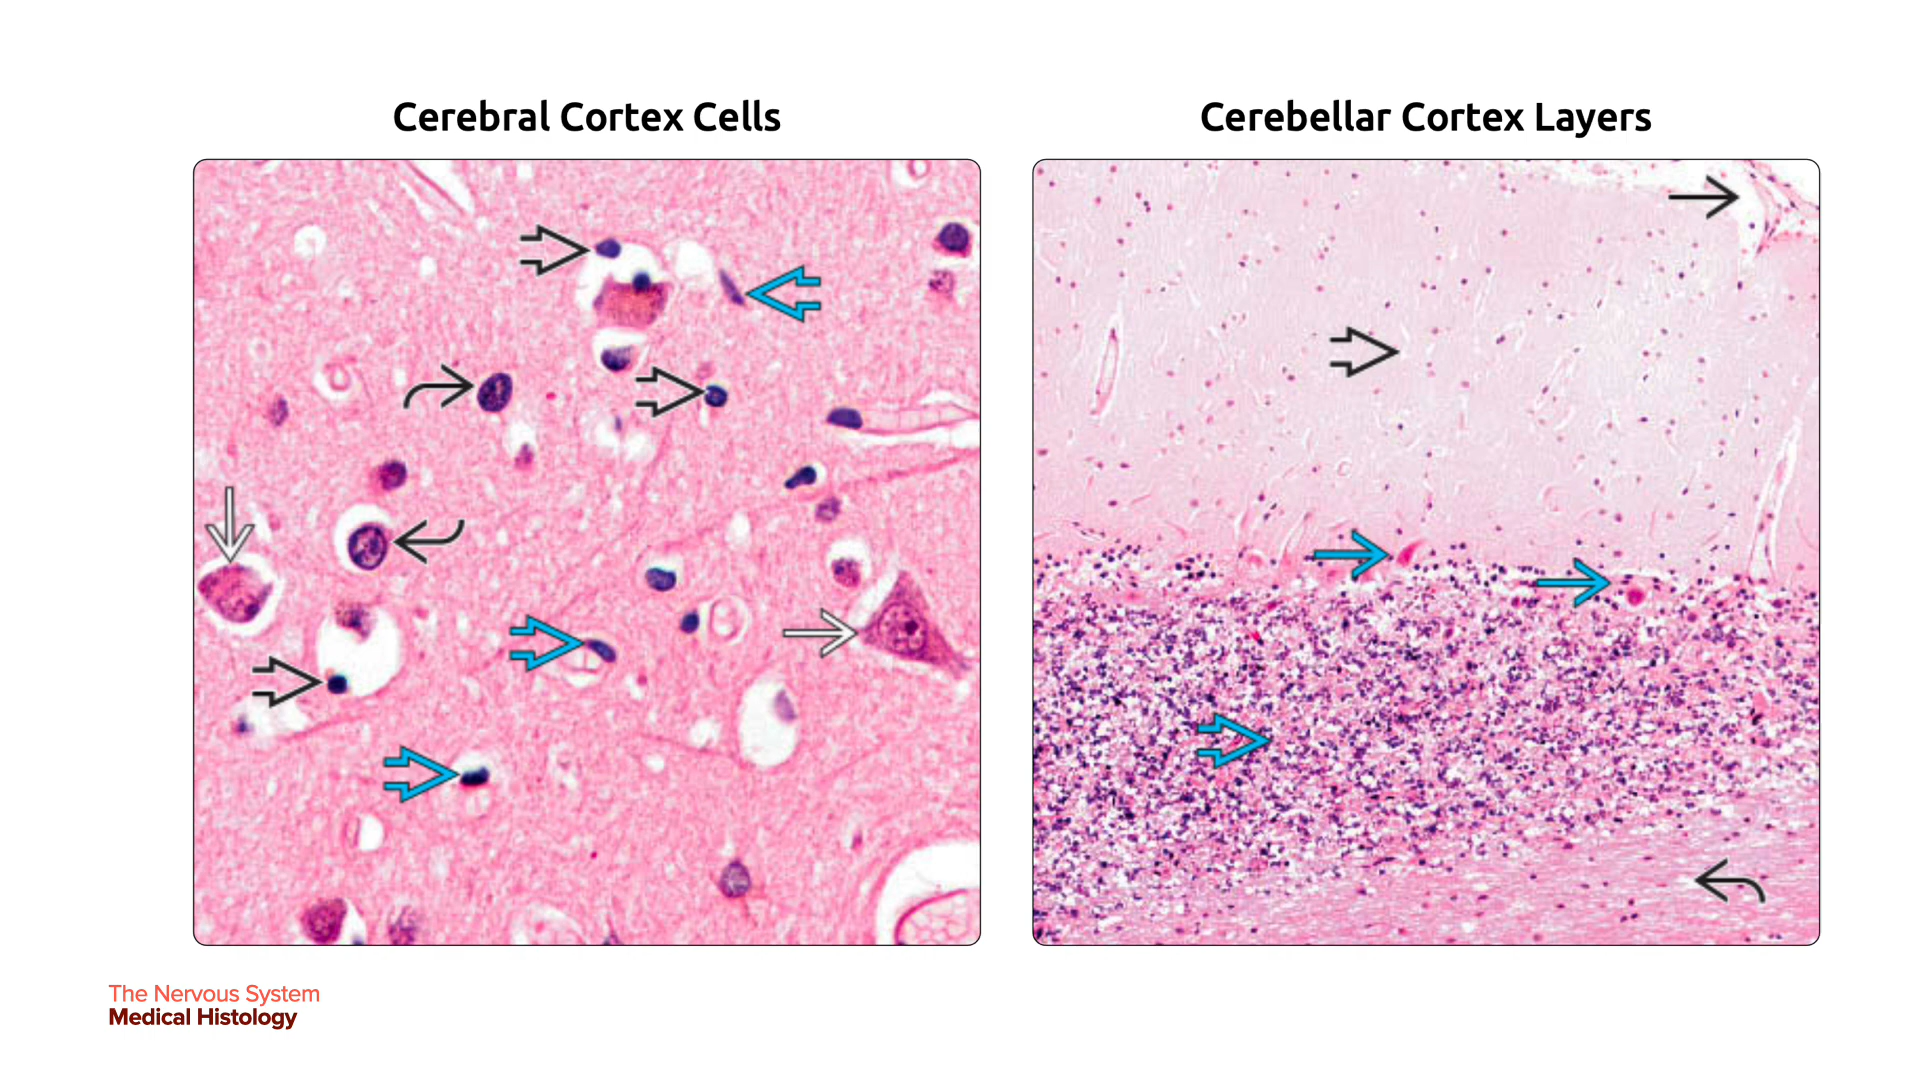 Cerebral Cortex Cells
Cerebellar Cortex Layers
The Nervous System
Medical Histology